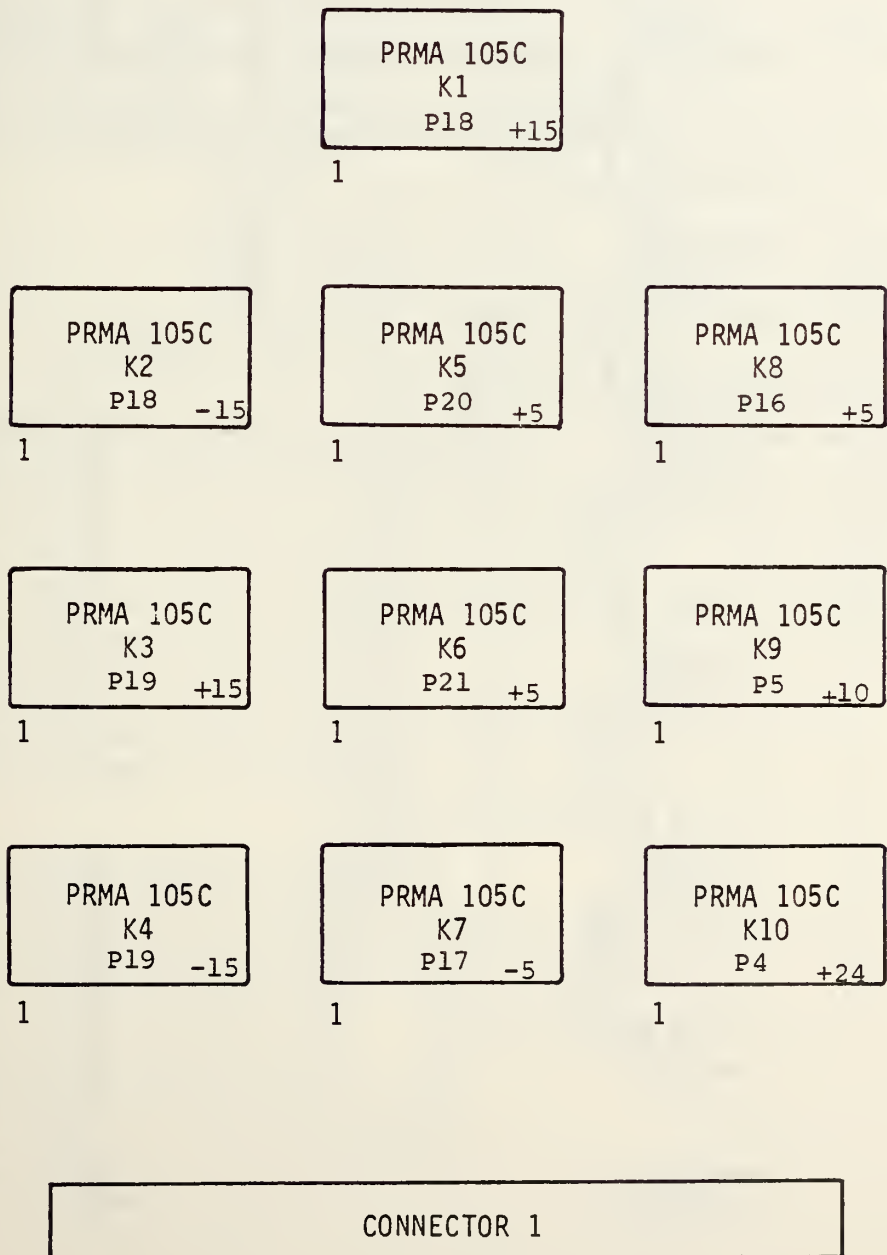 PRMA 105C
K1
P18 +15
1
PRMA 105C
K2
P18 -15
1
PRMA 105C
K5
P20 +5
1
PRMA 105C
K8
P16 +5
1
PRMA 105C
K3
P19 +15
1
PRMA 105C
K6
P21 +5
1
PRMA 105C
K9
P5 +10
1
PRMA 105C
K4
P19 -15
1
PRMA 105C
K7
P17 -5
1
PRMA 105C
K10
P4 +24
1
CONNECTOR 1